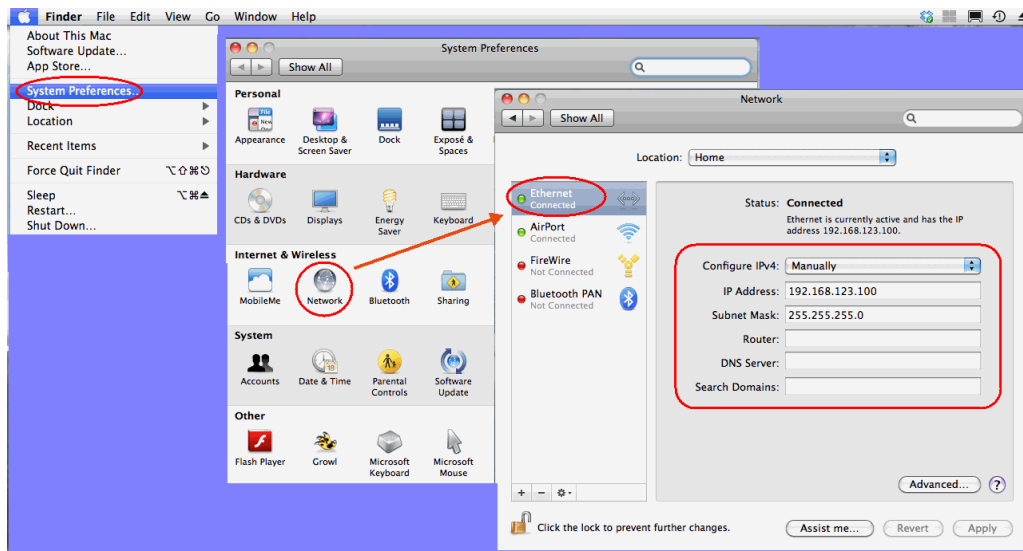 Finder File Edit View Go Window Help
About This Mac
Software Update...
App Store...
System Preferences...
Dock
Location
Recent Items
Force Quit Finder ⌥⇧⌘⎋
Sleep ⌥⌘⏏
Restart...
Shut Down...
System Preferences
Show All
Personal
Appearance
Desktop &
Screen Saver
Dock
Exposé &
Spaces
Hardware
CDs & DVDs
Displays
Energy
Saver
Keyboard
Internet & Wireless
MobileMe
Network
Bluetooth
Sharing
System
Accounts
Date & Time
Parental
Controls
Software
Update
Other
Flash Player
Growl
Microsoft
Keyboard
Microsoft
Mouse
Network
Show All
Location: Home
Ethernet
Connected
AirPort
Connected
FireWire
Not Connected
Bluetooth PAN
Not Connected
Status: Connected
Ethernet is currently active and has the IP
address 192.168.123.100.
Configure IPv4: Manually
IP Address: 192.168.123.100
Subnet Mask: 255.255.255.0
Router:
DNS Server:
Search Domains:
Advanced... ?
+ −
Click the lock to prevent further changes.
Assist me... Revert Apply